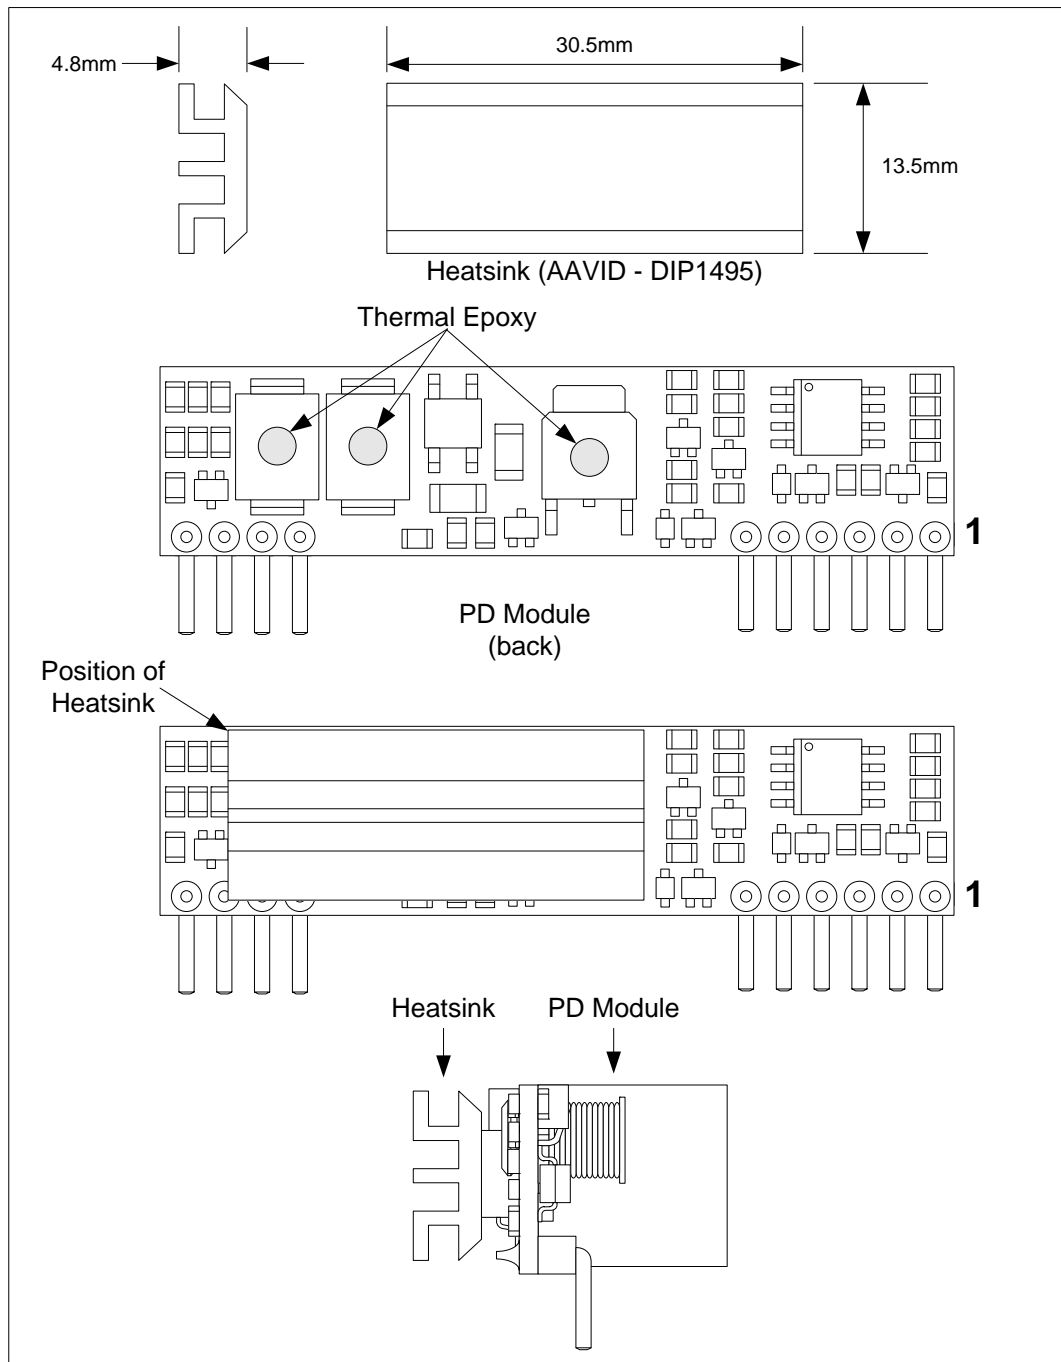 30.5mm
4.8mm
13.5mm
Heatsink (AAVID - DIP1495)
Thermal Epoxy
1
PD Module
(back)
Position of
Heatsink
1
Heatsink
PD Module